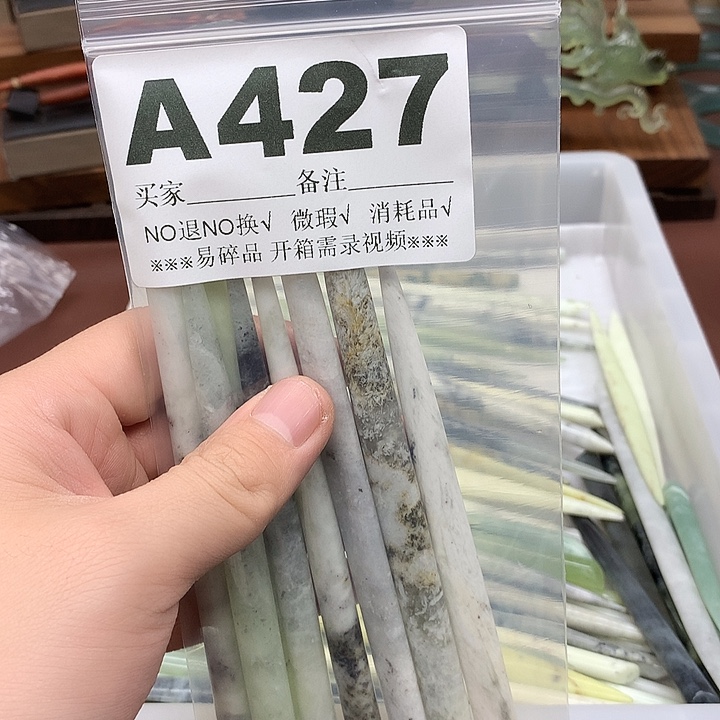 A427
买家________备注________
NO退NO换√ 微瑕√ 消耗品√
※※※易碎品 开箱需录视频※※※